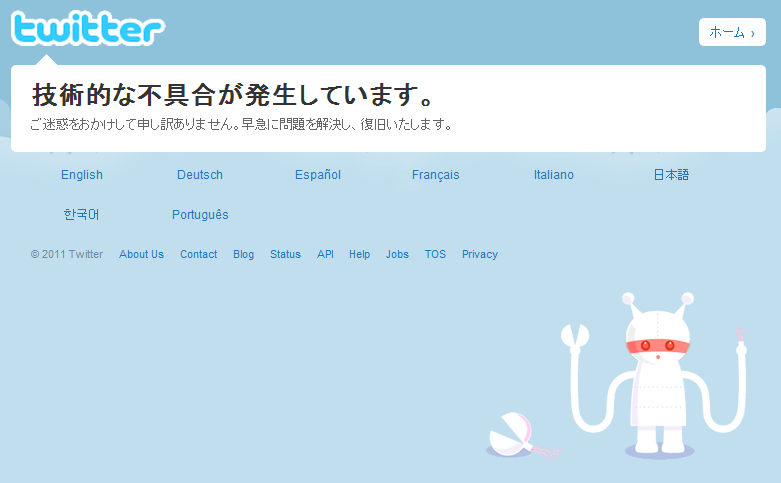 twitter
ホーム ›
技術的な不具合が発生しています。
ご迷惑をおかけして申し訳ありません。早急に問題を解決し、復旧いたします。
English Deutsch Español Français Italiano 日本語
한국어 Português
© 2011 Twitter About Us Contact Blog Status API Help Jobs TOS Privacy